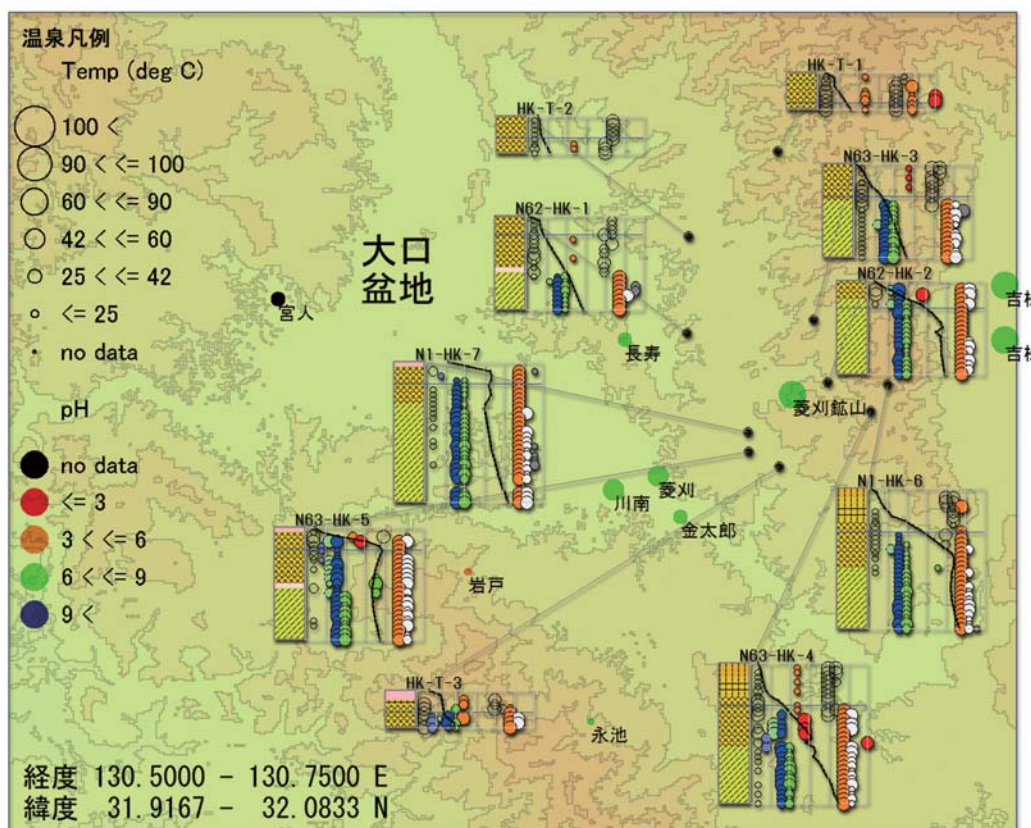 温泉凡例
Temp (deg C)
100 <
90 < <= 100
60 < <= 90
42 < <= 60
25 < <= 42
<= 25
no data
pH
no data
<= 3
3 < <= 6
6 < <= 9
9 <
大口
盆地
宮人
HK-T-1
HK-T-2
N63-HK-3
N62-HK-1
N62-HK-2
長寿
N1-HK-7
菱刈鉱山
菱刈
川南
金太郎
N1-HK-6
N63-HK-5
岩戸
N63-HK-4
HK-T-3
永池
経度 130.5000 - 130.7500 E
緯度 31.9167 - 32.0833 N